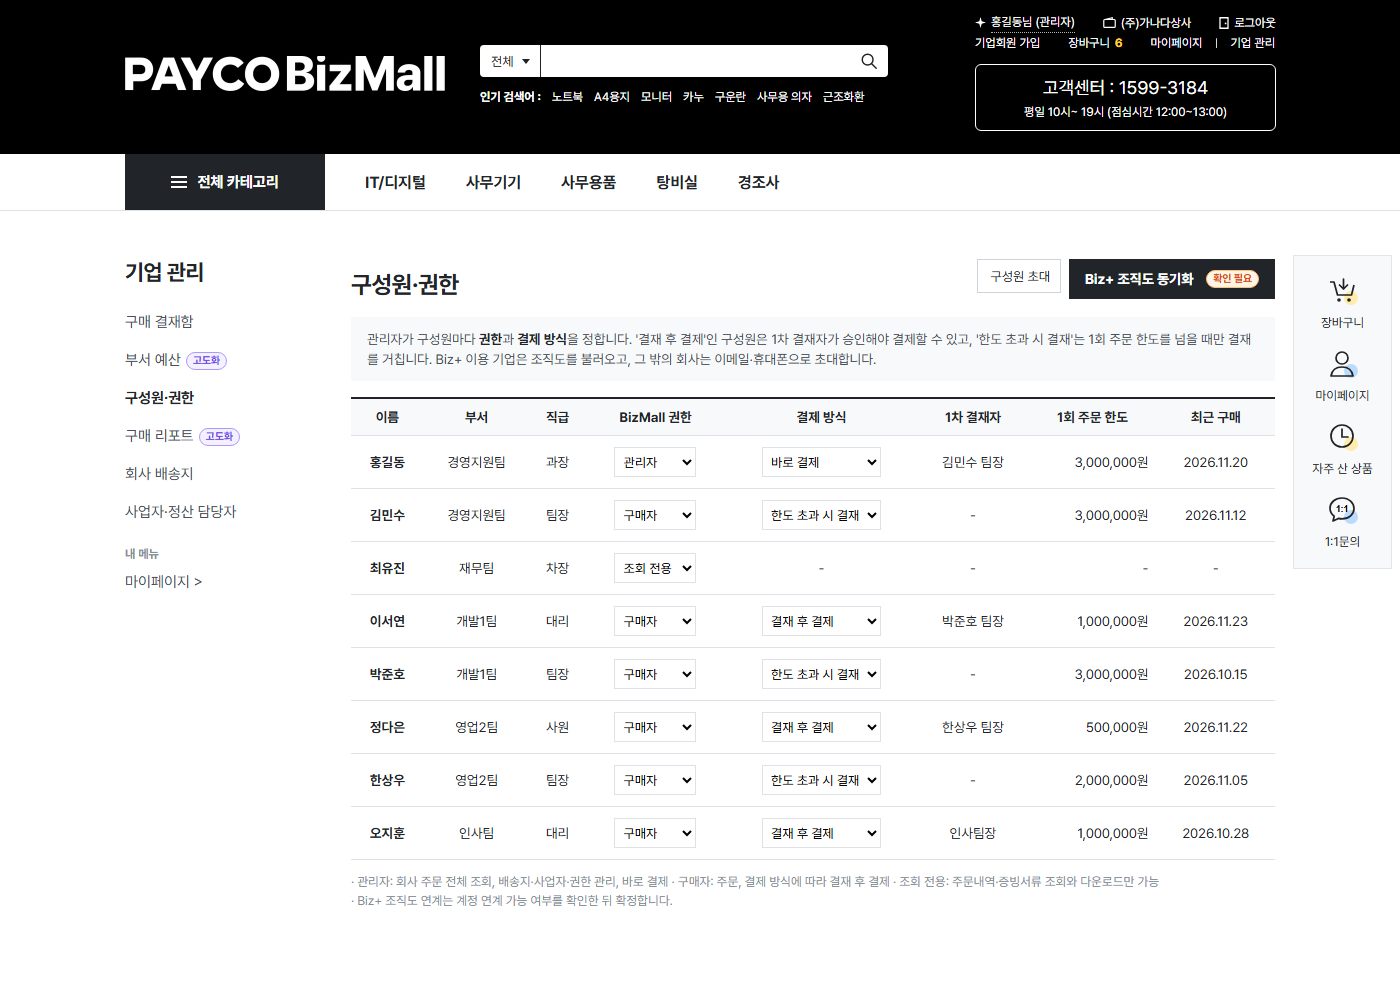 홍길동님 (관리자) (주)가나다상사 로그아웃
기업회원 가입 장바구니 6 마이페이지 | 기업 관리
PAYCO BizMall
전체
인기 검색어 : 노트북 A4용지 모니터 카누 구운란 사무용 의자 근조화환
고객센터 : 1599-3184
평일 10시~ 19시 (점심시간 12:00~13:00)
전체 카테고리 IT/디지털 사무기기 사무용품 탕비실 경조사
기업 관리
구매 결재함
부서 예산 고도화
구성원·권한
구매 리포트 고도화
회사 배송지
사업자·정산 담당자
내 메뉴
마이페이지 >
구성원·권한
구성원 초대
Biz+ 조직도 동기화 확인 필요
관리자가 구성원마다 권한과 결제 방식을 정합니다. '결재 후 결제'인 구성원은 1차 결재자가 승인해야 결제할 수 있고, '한도 초과 시 결재'는 1회 주문 한도를 넘을 때만 결재
를 거칩니다. Biz+ 이용 기업은 조직도를 불러오고, 그 밖의 회사는 이메일·휴대폰으로 초대합니다.
이름 부서 직급 BizMall 권한 결제 방식 1차 결재자 1회 주문 한도 최근 구매
홍길동 경영지원팀 과장 관리자 바로 결제 김민수 팀장 3,000,000원 2026.11.20
김민수 경영지원팀 팀장 구매자 한도 초과 시 결재 - 3,000,000원 2026.11.12
최유진 재무팀 차장 조회 전용 - - - -
이서연 개발1팀 대리 구매자 결재 후 결제 박준호 팀장 1,000,000원 2026.11.23
박준호 개발1팀 팀장 구매자 한도 초과 시 결재 - 3,000,000원 2026.10.15
정다은 영업2팀 사원 구매자 결재 후 결제 한상우 팀장 500,000원 2026.11.22
한상우 영업2팀 팀장 구매자 한도 초과 시 결재 - 2,000,000원 2026.11.05
오지훈 인사팀 대리 구매자 결재 후 결제 인사팀장 1,000,000원 2026.10.28
· 관리자: 회사 주문 전체 조회, 배송지·사업자·권한 관리, 바로 결제 · 구매자: 주문, 결제 방식에 따라 결재 후 결제 · 조회 전용: 주문내역·증빙서류 조회와 다운로드만 가능
· Biz+ 조직도 연계는 계정 연계 가능 여부를 확인한 뒤 확정합니다.
장바구니
마이페이지
자주 산 상품
1:1
1:1문의